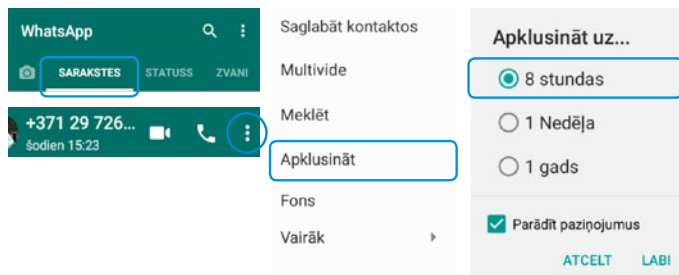 WhatsApp
SARAKSTES STATUSS ZVANI
+371 29 726...
šodien 15:23
Saglabāt kontaktos
Multivide
Meklēt
Apklusināt
Fons
Vairāk
Apklusināt uz...
8 stundas
1 Nedēļa
1 gads
Parādīt paziņojumus
ATCELT LABI